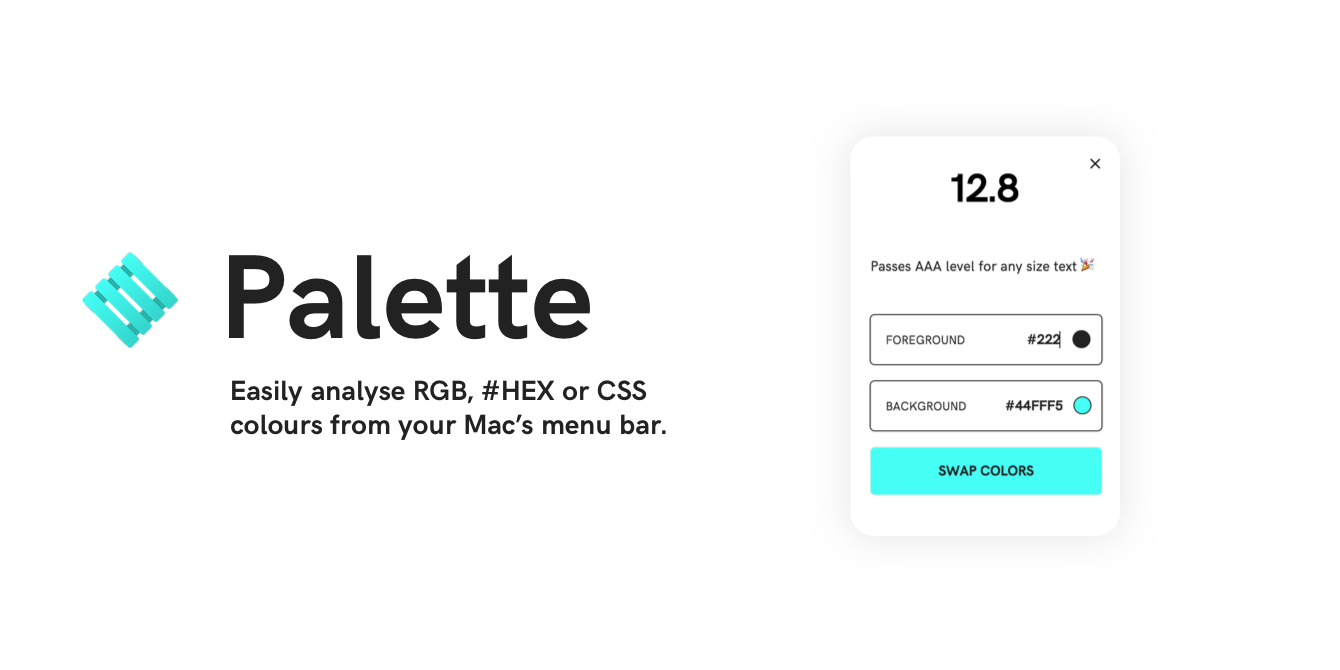 Palette
Easily analyse RGB, #HEX or CSS
colours from your Mac’s menu bar.
12.8
Passes AAA level for any size text 🎉
FOREGROUND #222
BACKGROUND #44FFF5
SWAP COLORS